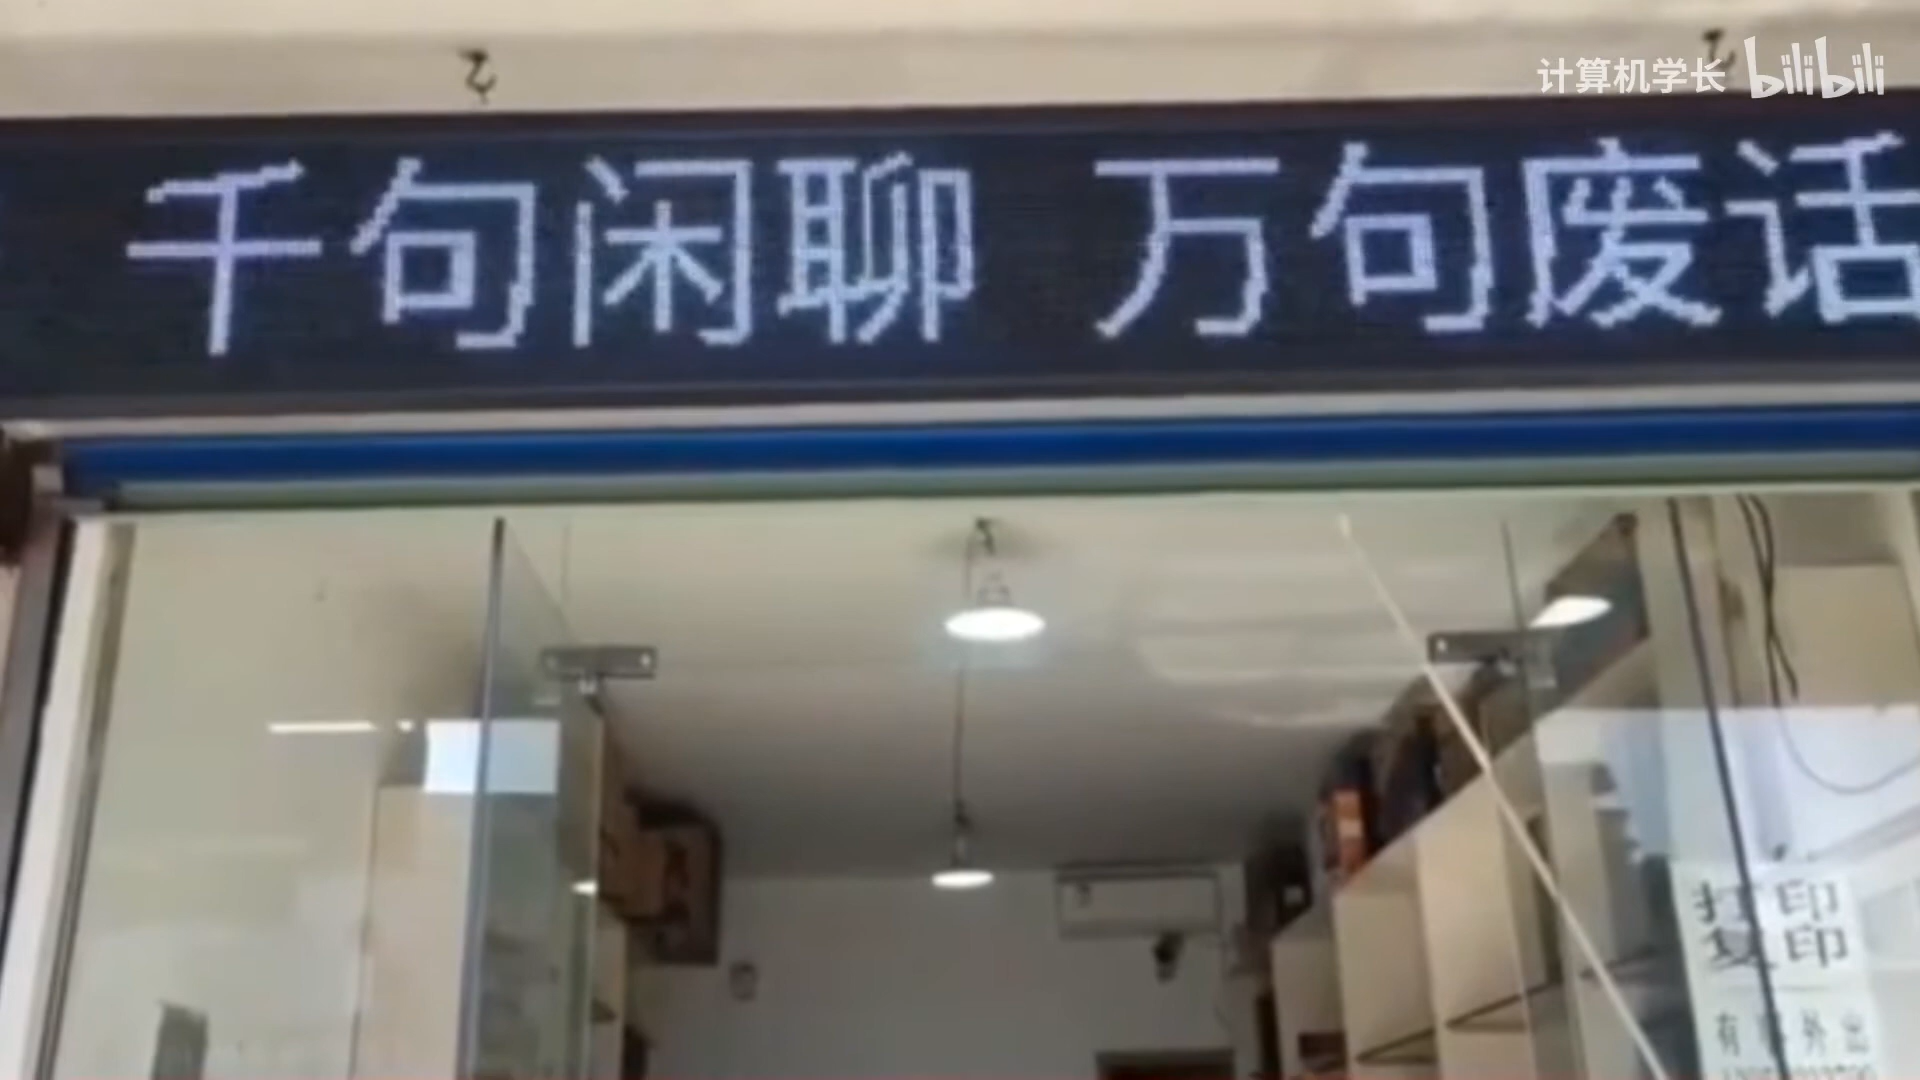 计算机学长 bilibili
千句闲聊 万句废话
打印
复印